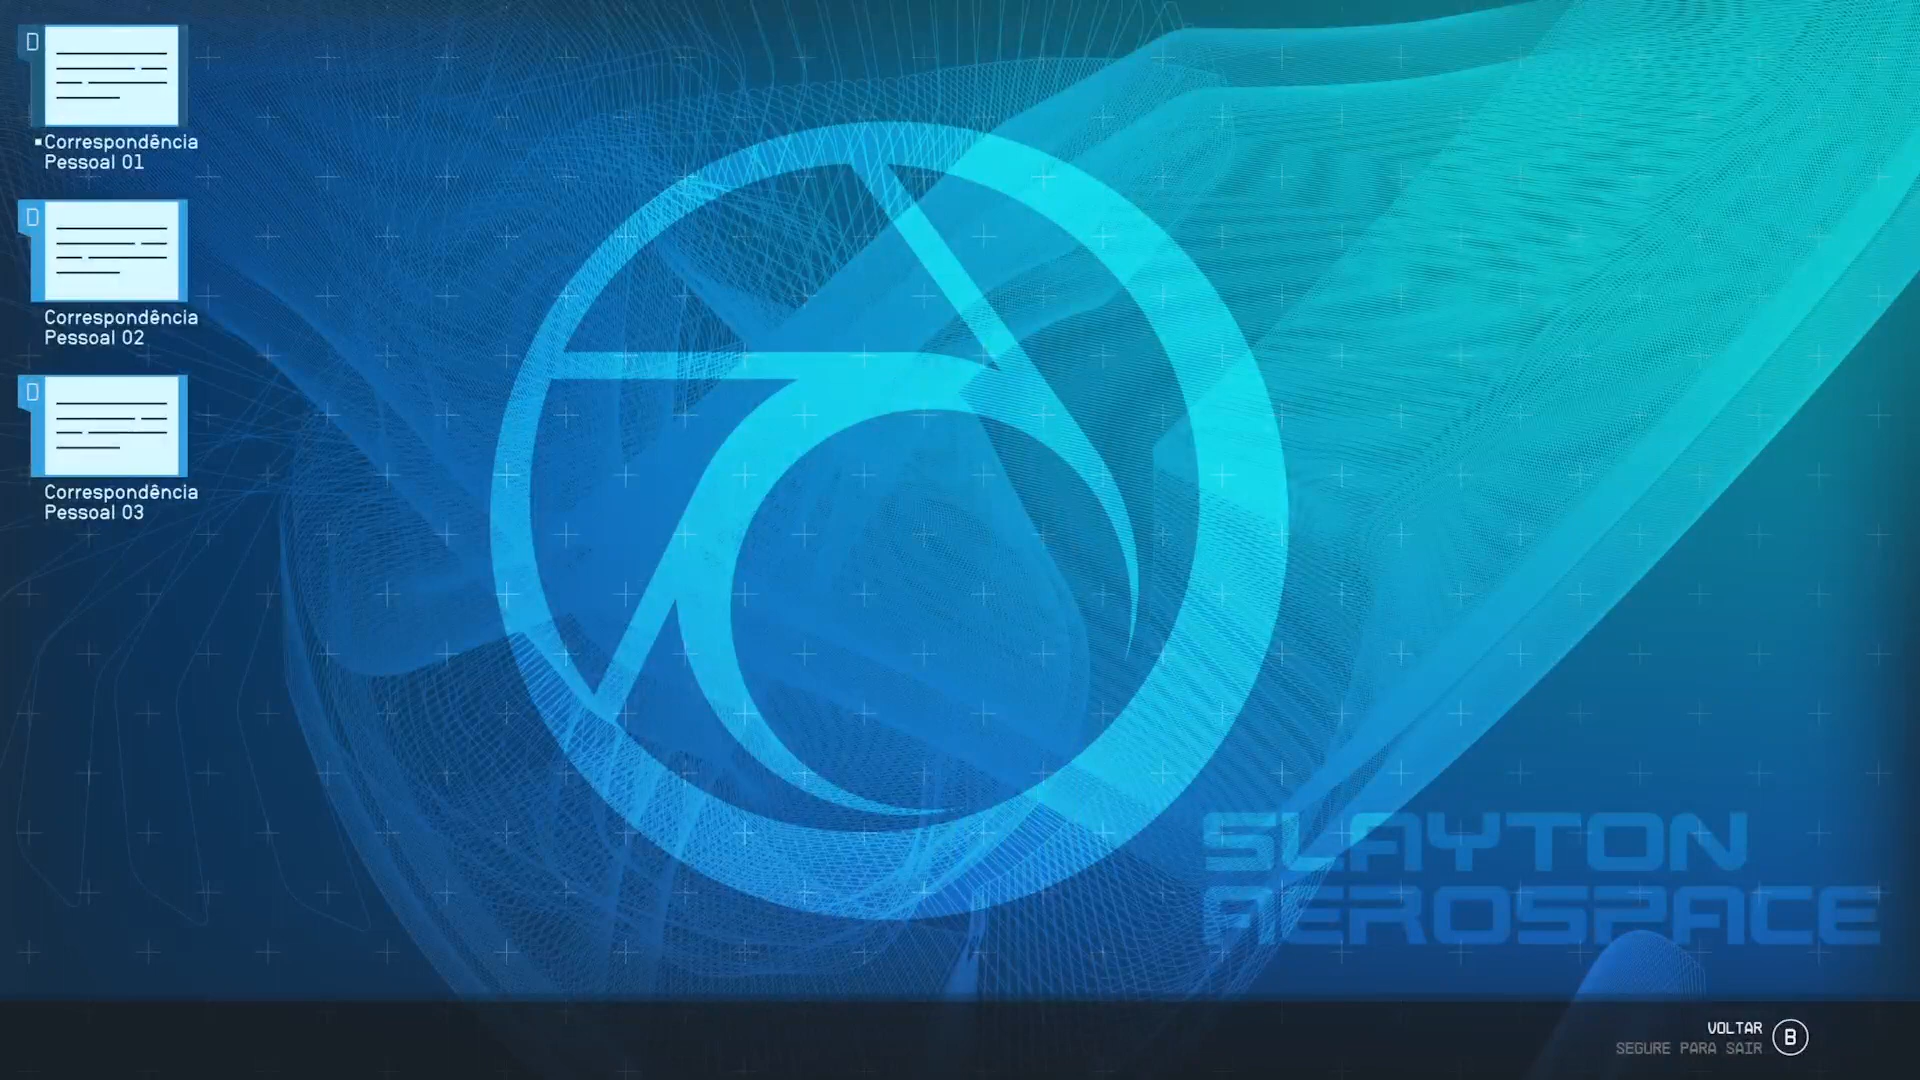 D
Correspondência
Pessoal 01
D
Correspondência
Pessoal 02
D
Correspondência
Pessoal 03
SLAYTON
AEROSPACE
VOLTAR
SEGURE PARA SAIR
B